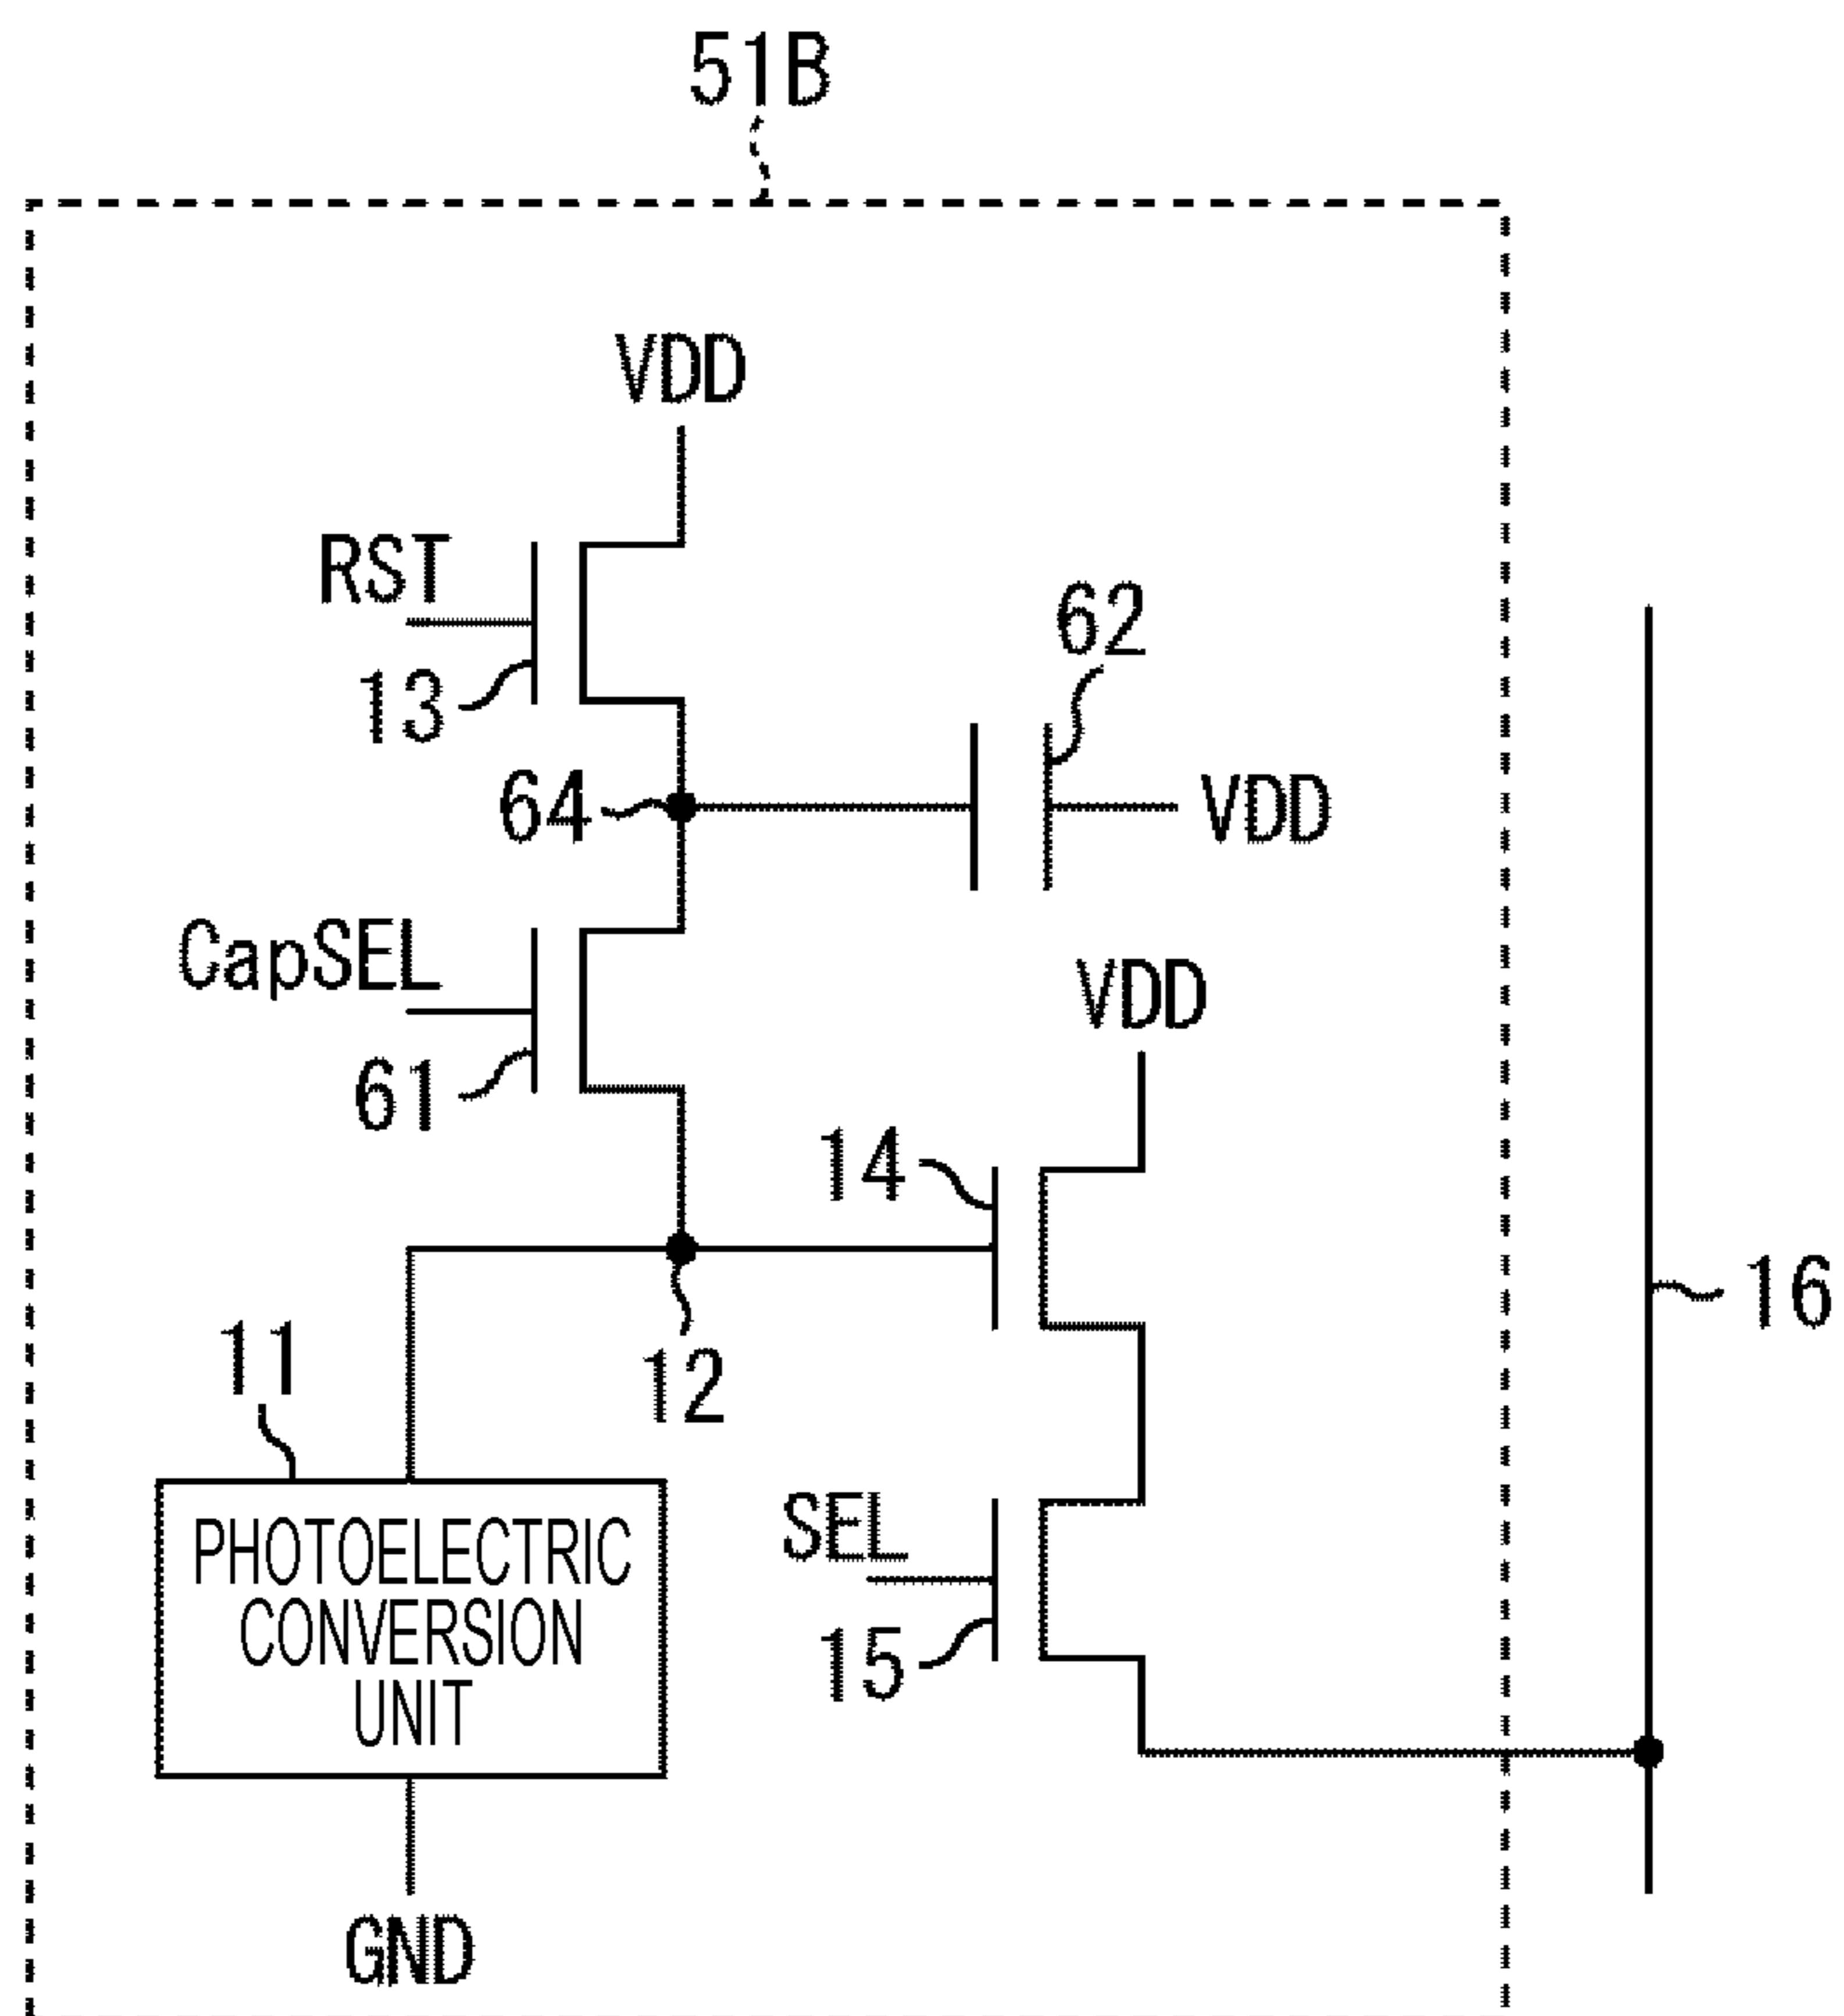 51B
VDD
RST
13
62
64
VDD
CapSEL
VDD
61
14
16
11
12
PHOTOELECTRIC
CONVERSION
UNIT
SEL
15
GND